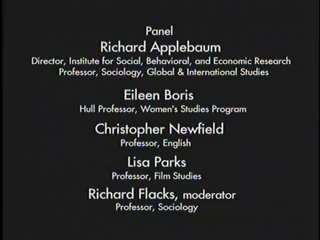 Panel
Richard Applebaum
Director, Institute for Social, Behavioral, and Economic Research
Professor, Sociology, Global & International Studies
Eileen Boris
Hull Professor, Women's Studies Program
Christopher Newfield
Professor, English
Lisa Parks
Professor, Film Studies
Richard Flacks, moderator
Professor, Sociology